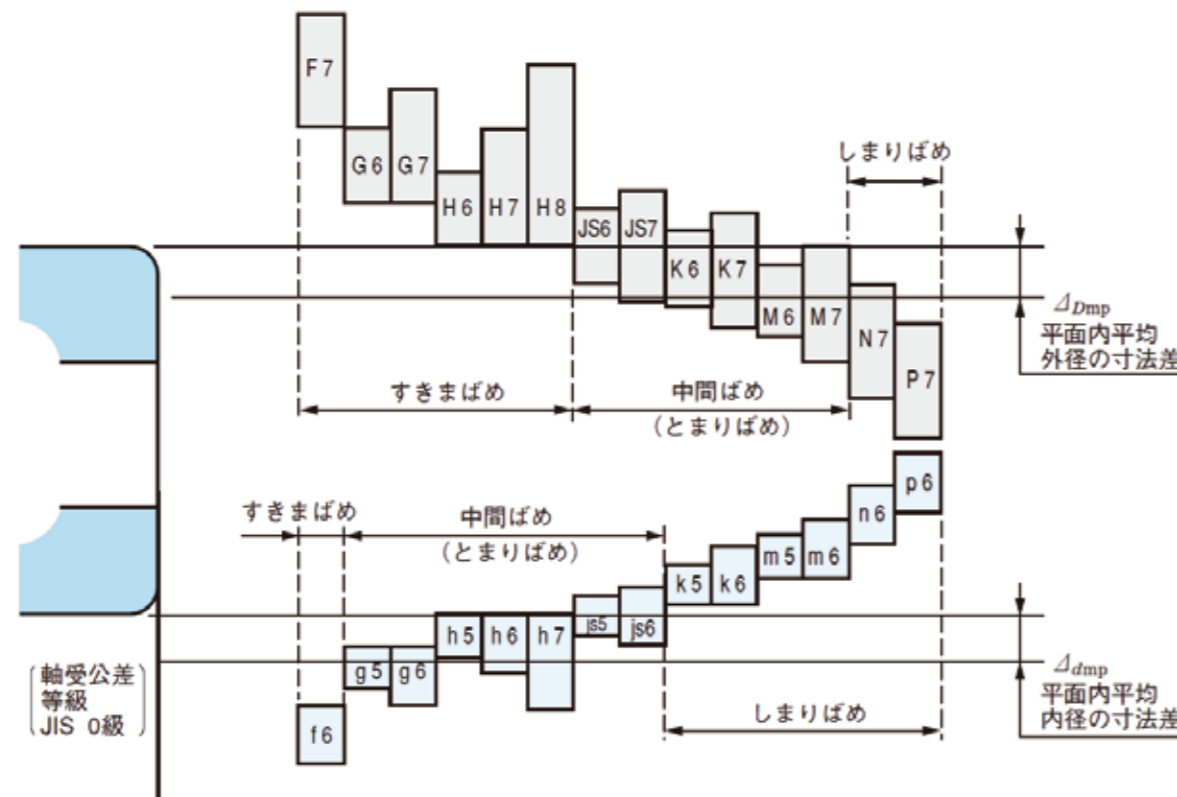 F7
G6
G7
H6
H7
H8
JS6
JS7
K6
K7
M6
M7
N7
P7
しまりばめ
ΔDmp
平面内平均
外径の寸法差
すきまばめ
中間ばめ
(とまりばめ)
すきまばめ
中間ばめ
(とまりばめ)
p6
n6
m5
m6
k5
k6
js5
js6
h5
h6
h7
g5
g6
f6
軸受公差
等級
JIS 0級
しまりばめ
Δdmp
平面内平均
内径の寸法差